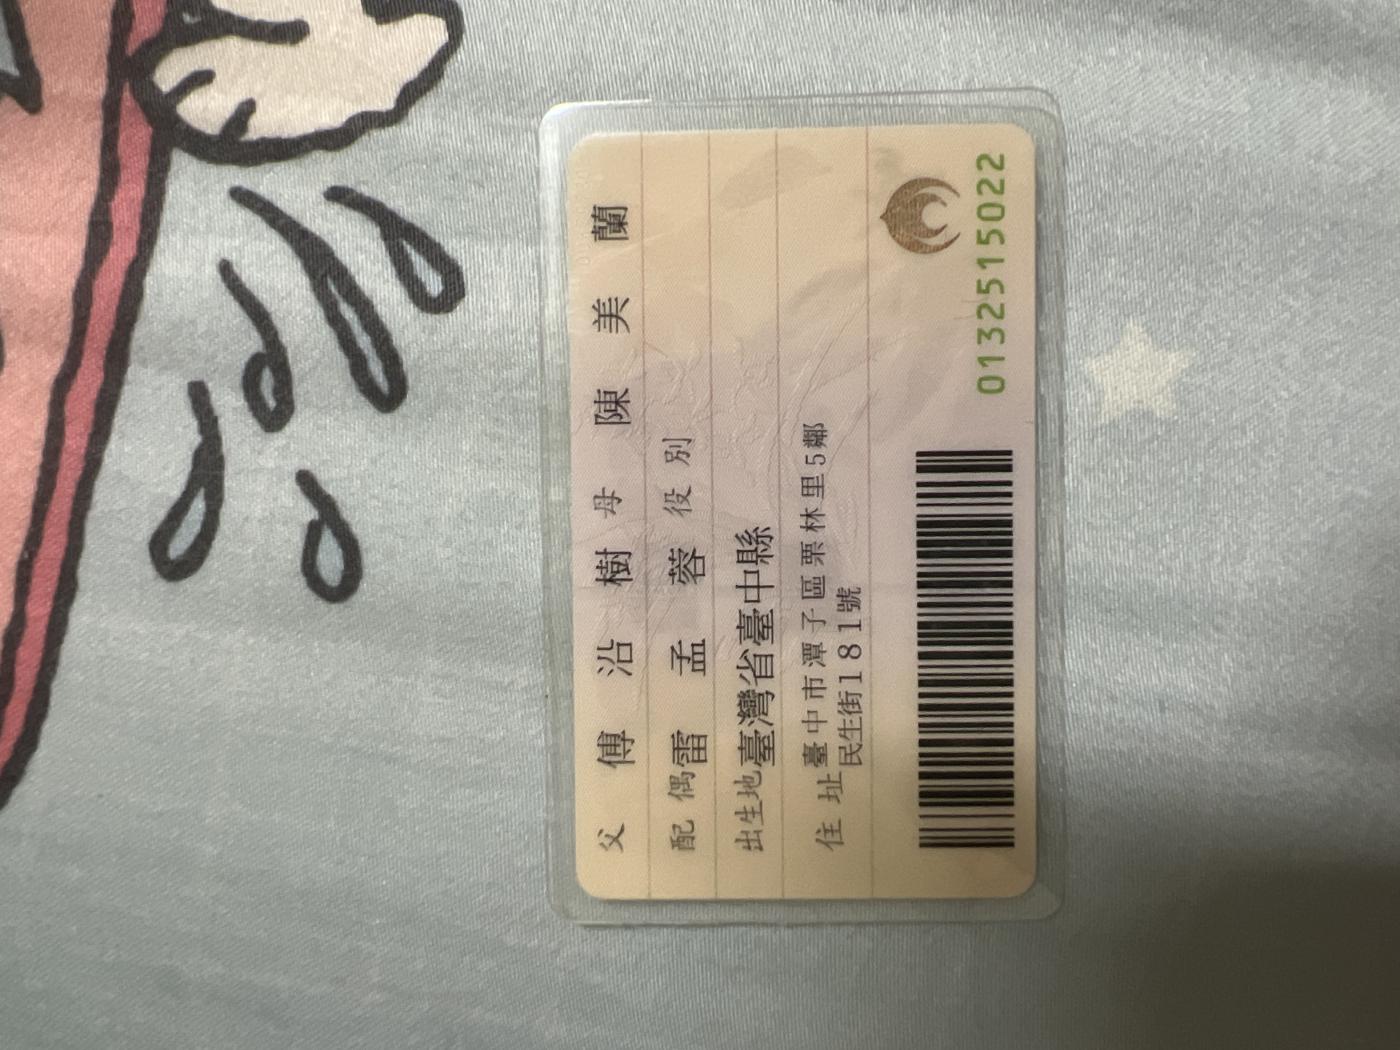 父 傅 沿 樹 母 陳 美 蘭
配偶 雷 孟 蓉 役別
出生地 臺灣省臺中縣
住址 臺中市潭子區栗林里5鄰
民生街181號
0132515022